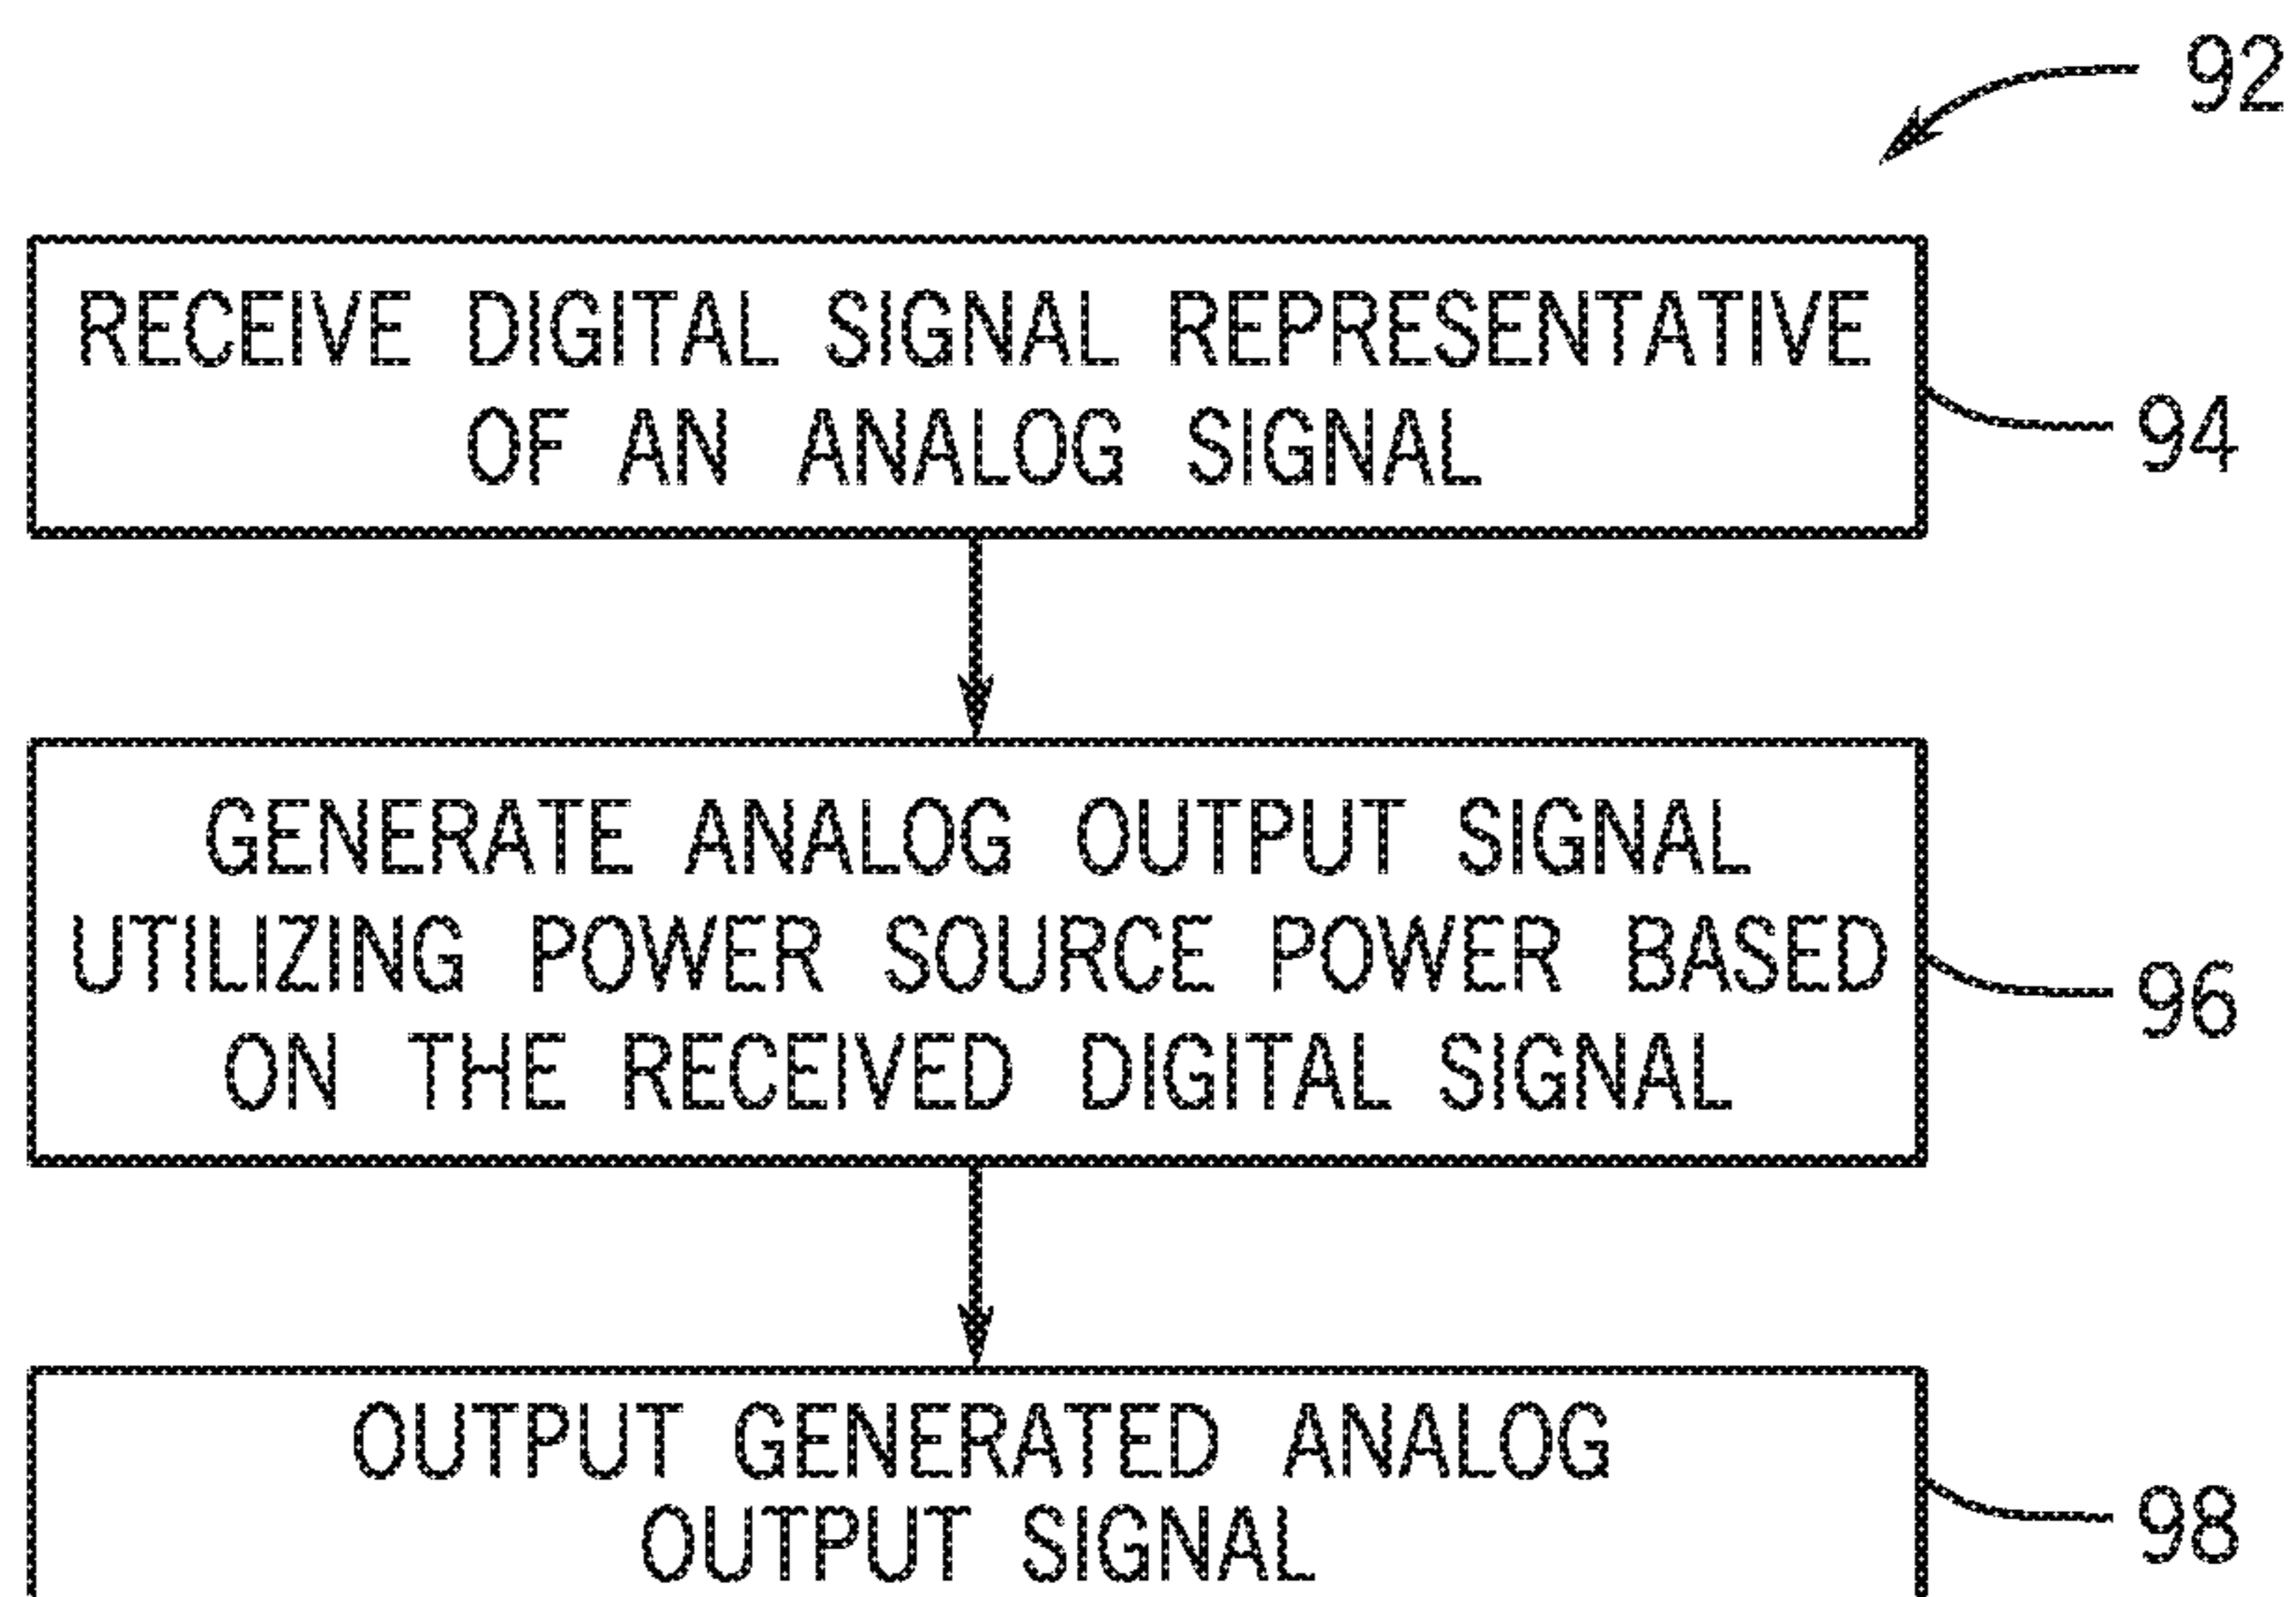 92
RECEIVE DIGITAL SIGNAL REPRESENTATIVE
OF AN ANALOG SIGNAL
94
GENERATE ANALOG OUTPUT SIGNAL
UTILIZING POWER SOURCE POWER BASED
ON THE RECEIVED DIGITAL SIGNAL
96
OUTPUT GENERATED ANALOG
OUTPUT SIGNAL
98